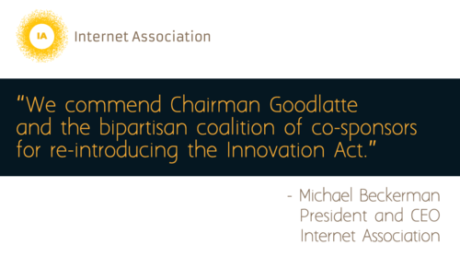 IA
Internet Association
“We commend Chairman Goodlatte
and the bipartisan coalition of co-sponsors
for re-introducing the Innovation Act.”
- Michael Beckerman
President and CEO
Internet Association